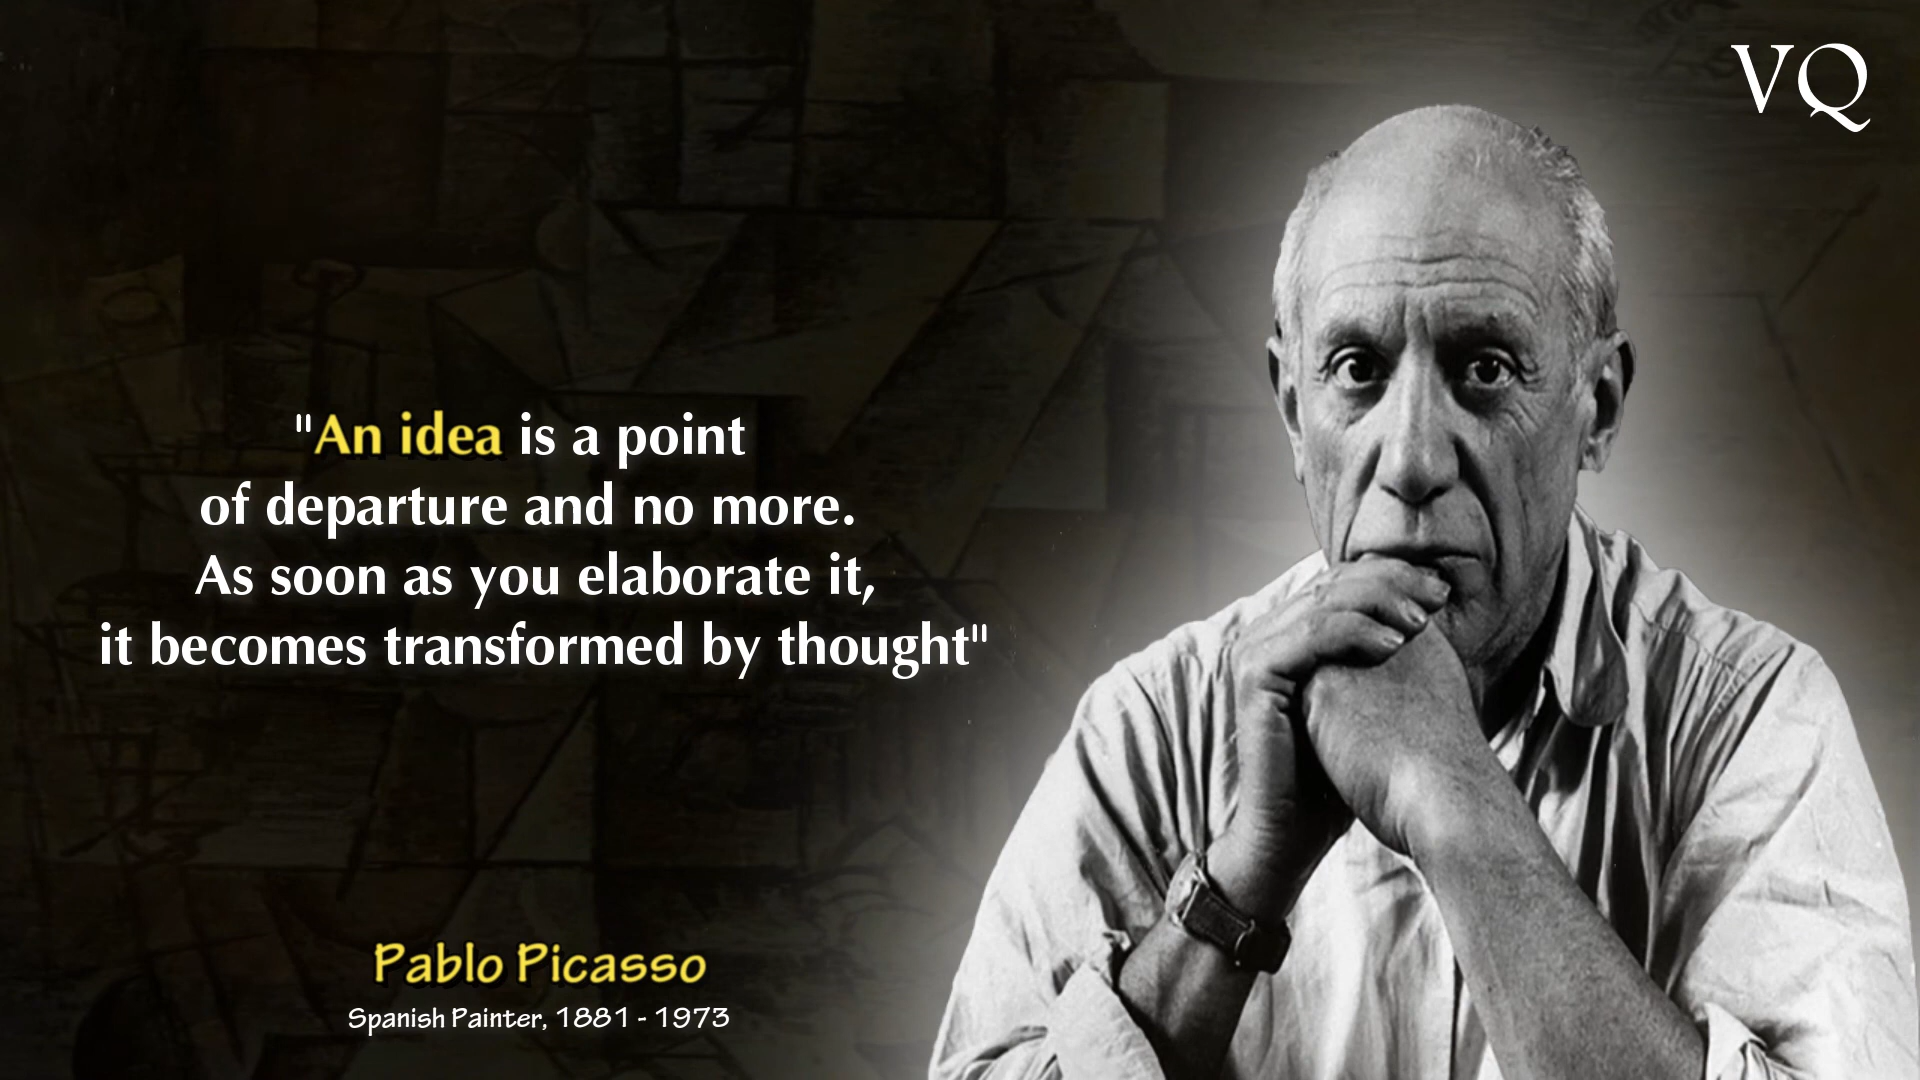 VQ
"An idea is a point
of departure and no more.
As soon as you elaborate it,
it becomes transformed by thought"
Pablo Picasso
Spanish Painter, 1881 - 1973